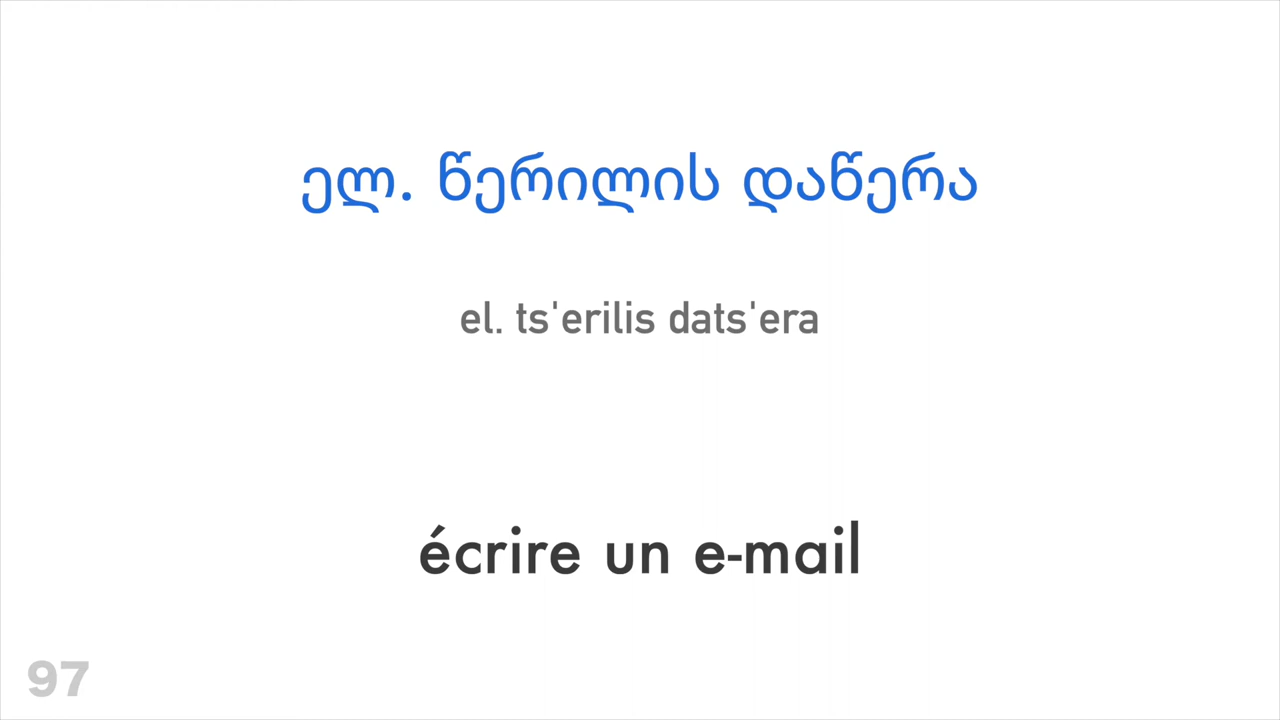 ელ. წერილის დაწერა
el. ts'erilis dats'era
écrire un e-mail
97